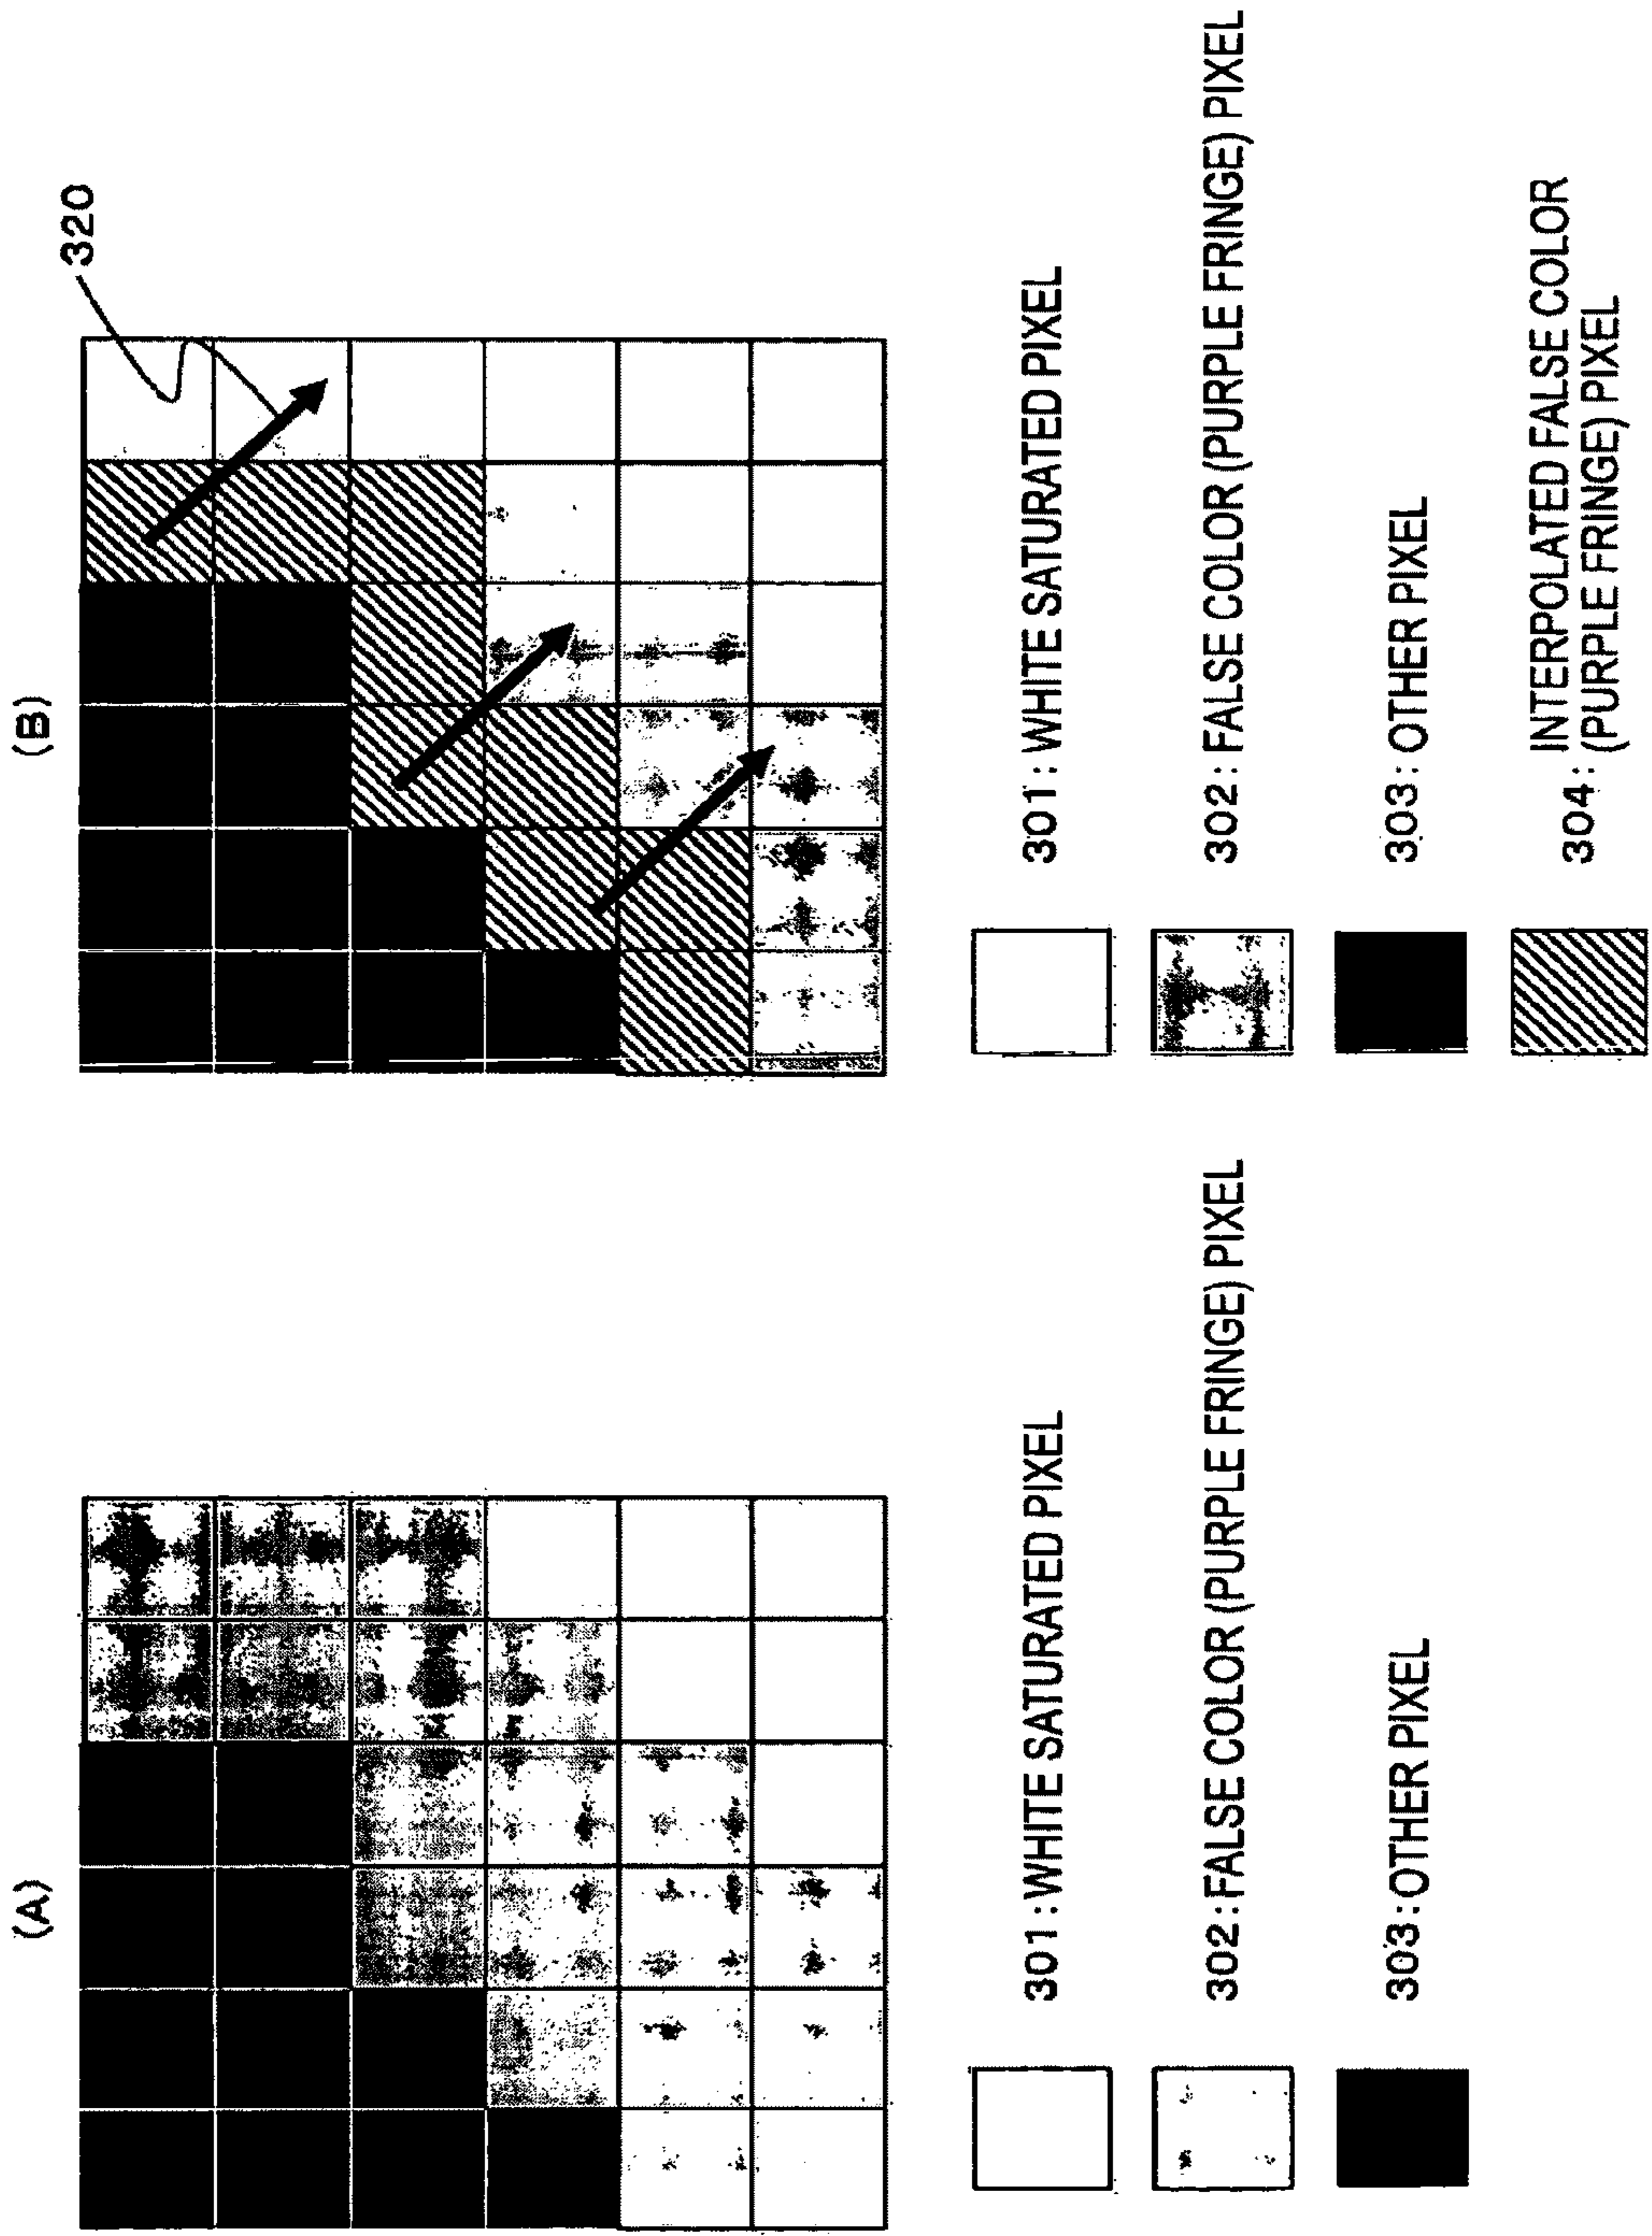 (A)
301 : WHITE SATURATED PIXEL
302 : FALSE COLOR (PURPLE FRINGE) PIXEL
303 : OTHER PIXEL
(B)
320
301 : WHITE SATURATED PIXEL
302 : FALSE COLOR (PURPLE FRINGE) PIXEL
303 : OTHER PIXEL
304 : INTERPOLATED FALSE COLOR
(PURPLE FRINGE) PIXEL